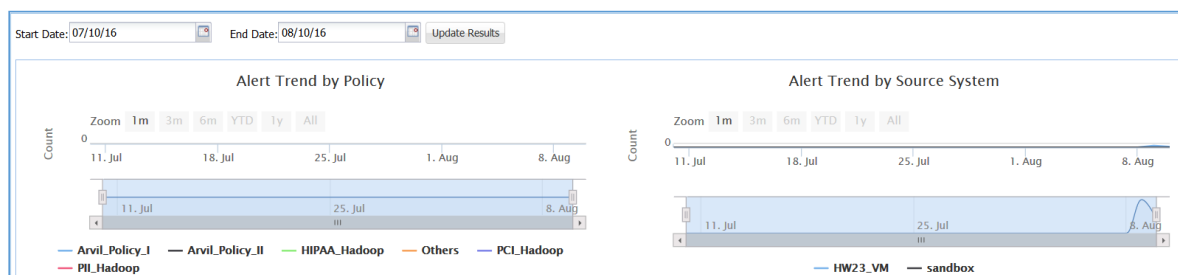 Start Date: 07/10/16 End Date: 08/10/16 Update Results
Alert Trend by Policy
Zoom 1m 3m 6m YTD 1y All
Count
0
11. Jul 18. Jul 25. Jul 1. Aug 8. Aug
11. Jul 25. Jul 8. Aug
Arvil_Policy_I Arvil_Policy_II HIPAA_Hadoop Others PCI_Hadoop
PII_Hadoop
Alert Trend by Source System
Zoom 1m 3m 6m YTD 1y All
Count
0
11. Jul 18. Jul 25. Jul 1. Aug 8. Aug
11. Jul 25. Jul 8. Aug
HW23_VM sandbox